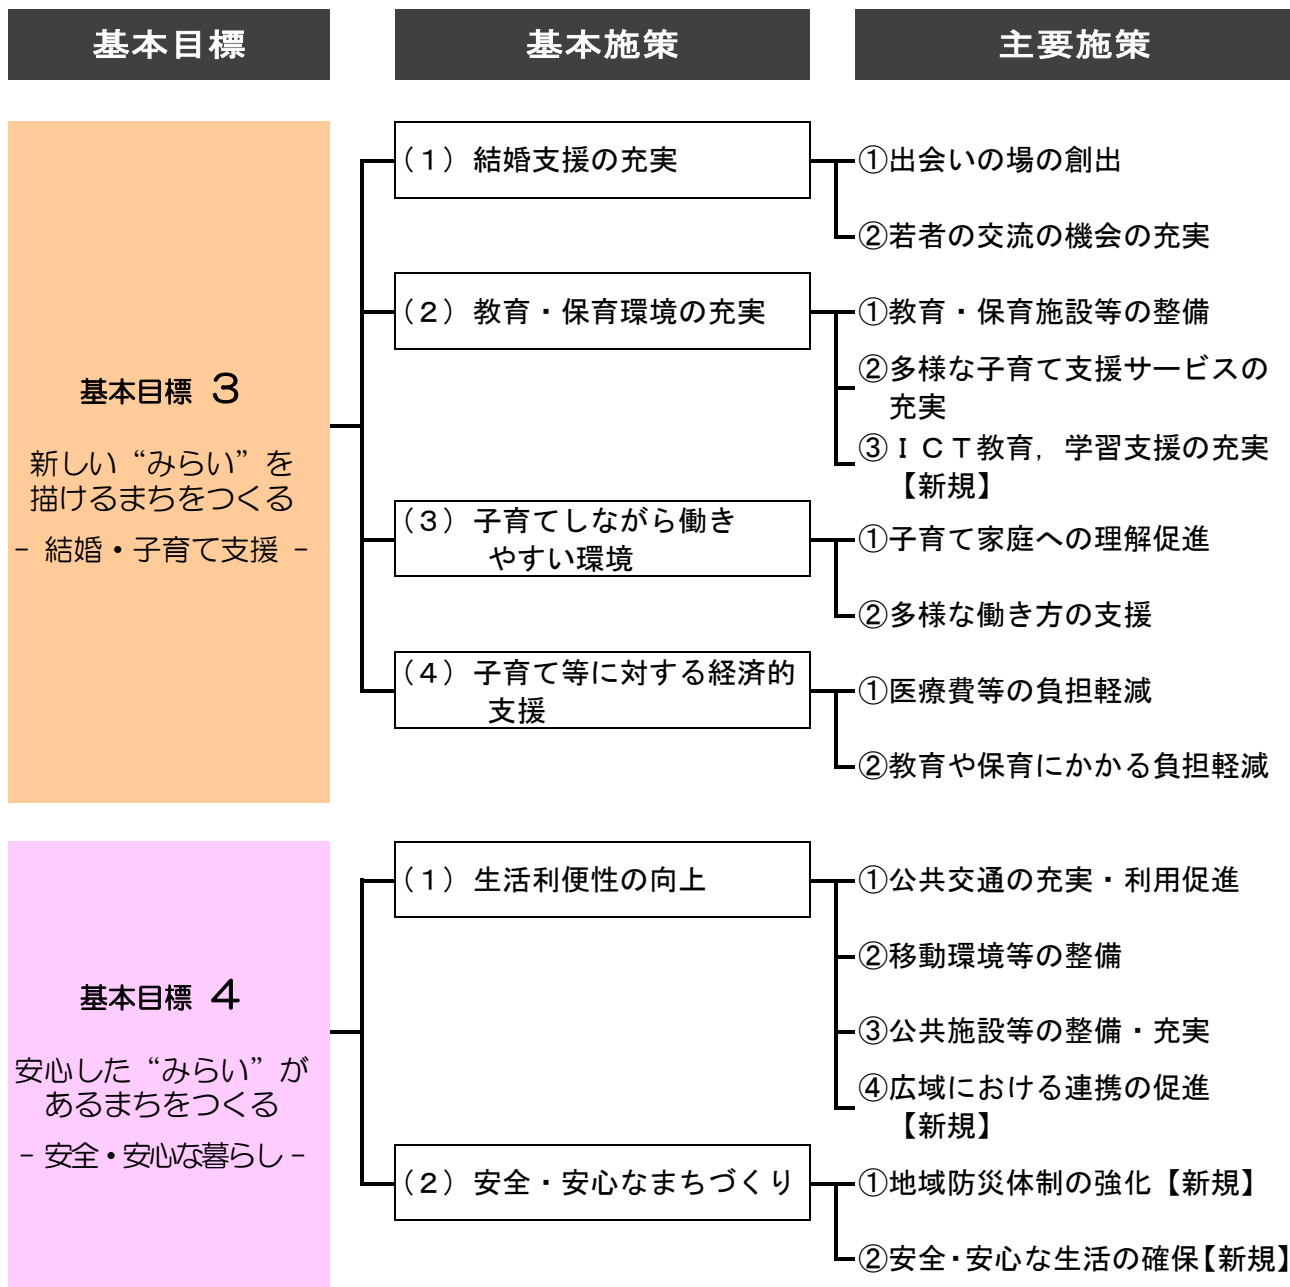 基本目標
基本施策
主要施策
基本目標 3
新しい“みらい”を
描けるまちをつくる
- 結婚・子育て支援 -
（１）結婚支援の充実
①出会いの場の創出
②若者の交流の機会の充実
（２）教育・保育環境の充実
①教育・保育施設等の整備
②多様な子育て支援サービスの
充実
③ＩＣＴ教育，学習支援の充実
【新規】
（３）子育てしながら働き
やすい環境
①子育て家庭への理解促進
②多様な働き方の支援
（４）子育て等に対する経済的
支援
①医療費等の負担軽減
②教育や保育にかかる負担軽減
基本目標 4
安心した“みらい”が
あるまちをつくる
- 安全・安心な暮らし -
（１）生活利便性の向上
①公共交通の充実・利用促進
②移動環境等の整備
③公共施設等の整備・充実
④広域における連携の促進
【新規】
（２）安全・安心なまちづくり
①地域防災体制の強化【新規】
②安全・安心な生活の確保【新規】